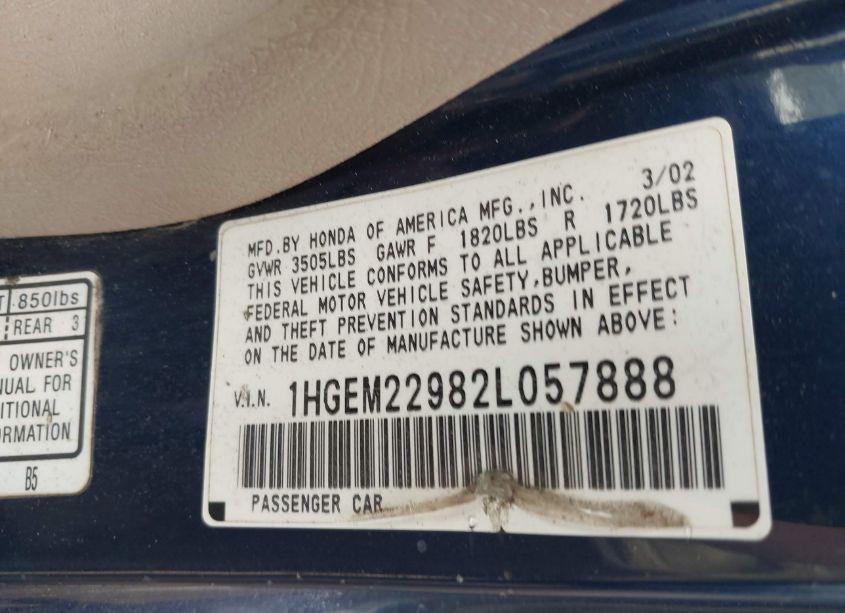 MFD.BY HONDA OF AMERICA MFG.,INC. 3/02
GVWR 3505LBS GAWR F 1820LBS R 1720LBS
THIS VEHICLE CONFORMS TO ALL APPLICABLE
FEDERAL MOTOR VEHICLE SAFETY,BUMPER,
AND THEFT PREVENTION STANDARDS IN EFFECT
ON THE DATE OF MANUFACTURE SHOWN ABOVE:
V.I.N. 1HGEM22982L057888
PASSENGER CAR
850lbs
REAR 3
OWNER'S
NUAL FOR
ITIONAL
ORMATION
B5